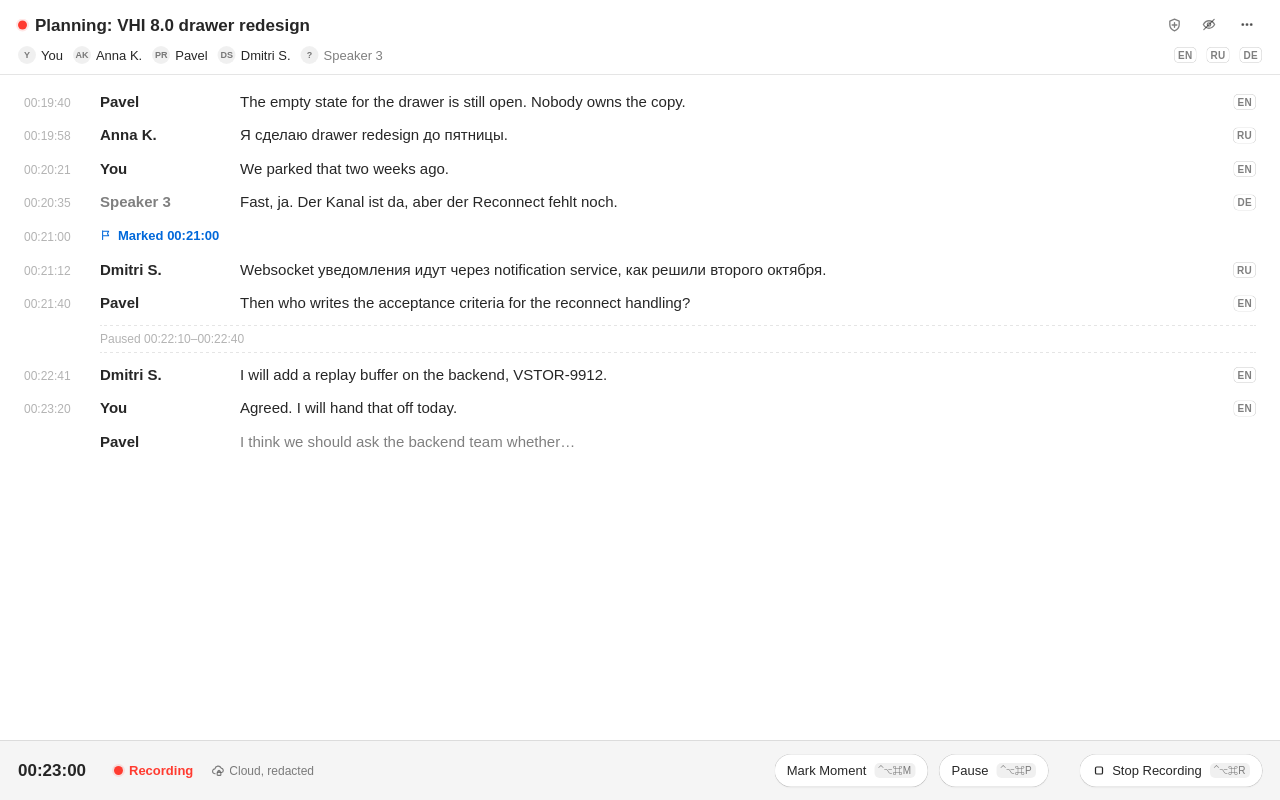 Planning: VHI 8.0 drawer redesign
Y You AK Anna K. PR Pavel DS Dmitri S. ? Speaker 3 EN RU DE
00:19:40 Pavel The empty state for the drawer is still open. Nobody owns the copy. EN
00:19:58 Anna K. Я сделаю drawer redesign до пятницы. RU
00:20:21 You We parked that two weeks ago. EN
00:20:35 Speaker 3 Fast, ja. Der Kanal ist da, aber der Reconnect fehlt noch. DE
00:21:00 Marked 00:21:00
00:21:12 Dmitri S. Websocket уведомления идут через notification service, как решили второго октября. RU
00:21:40 Pavel Then who writes the acceptance criteria for the reconnect handling? EN
Paused 00:22:10–00:22:40
00:22:41 Dmitri S. I will add a replay buffer on the backend, VSTOR-9912. EN
00:23:20 You Agreed. I will hand that off today. EN
Pavel I think we should ask the backend team whether…
00:23:00 Recording Cloud, redacted Mark Moment ⌃⌥⌘M Pause ⌃⌥⌘P Stop Recording ⌃⌥⌘R